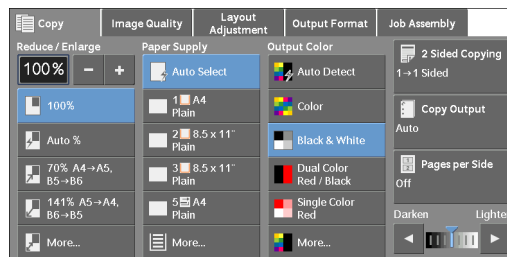 Copy
Image Quality
Layout
Adjustment
Output Format
Job Assembly
Reduce / Enlarge
100%
−
+
100%
Auto %
70% A4→A5,
B5→B6
141% A5→A4,
B6→B5
More...
Paper Supply
Auto Select
1 A4
Plain
2 8.5 x 11"
Plain
3 8.5 x 11"
Plain
5 A4
Plain
More...
Output Color
Auto Detect
Color
Black & White
Dual Color
Red / Black
Single Color
Red
More...
2 Sided Copying
1→1 Sided
Copy Output
Auto
Pages per Side
Off
Darken
Lighte